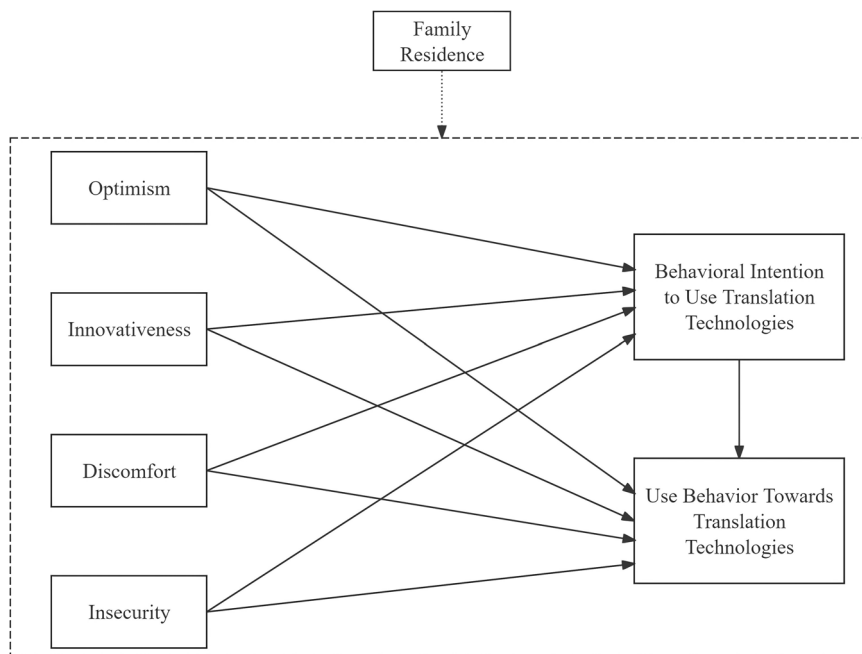 Family
Residence
Optimism
Innovativeness
Discomfort
Insecurity
Behavioral Intention
to Use Translation
Technologies
Use Behavior Towards
Translation
Technologies